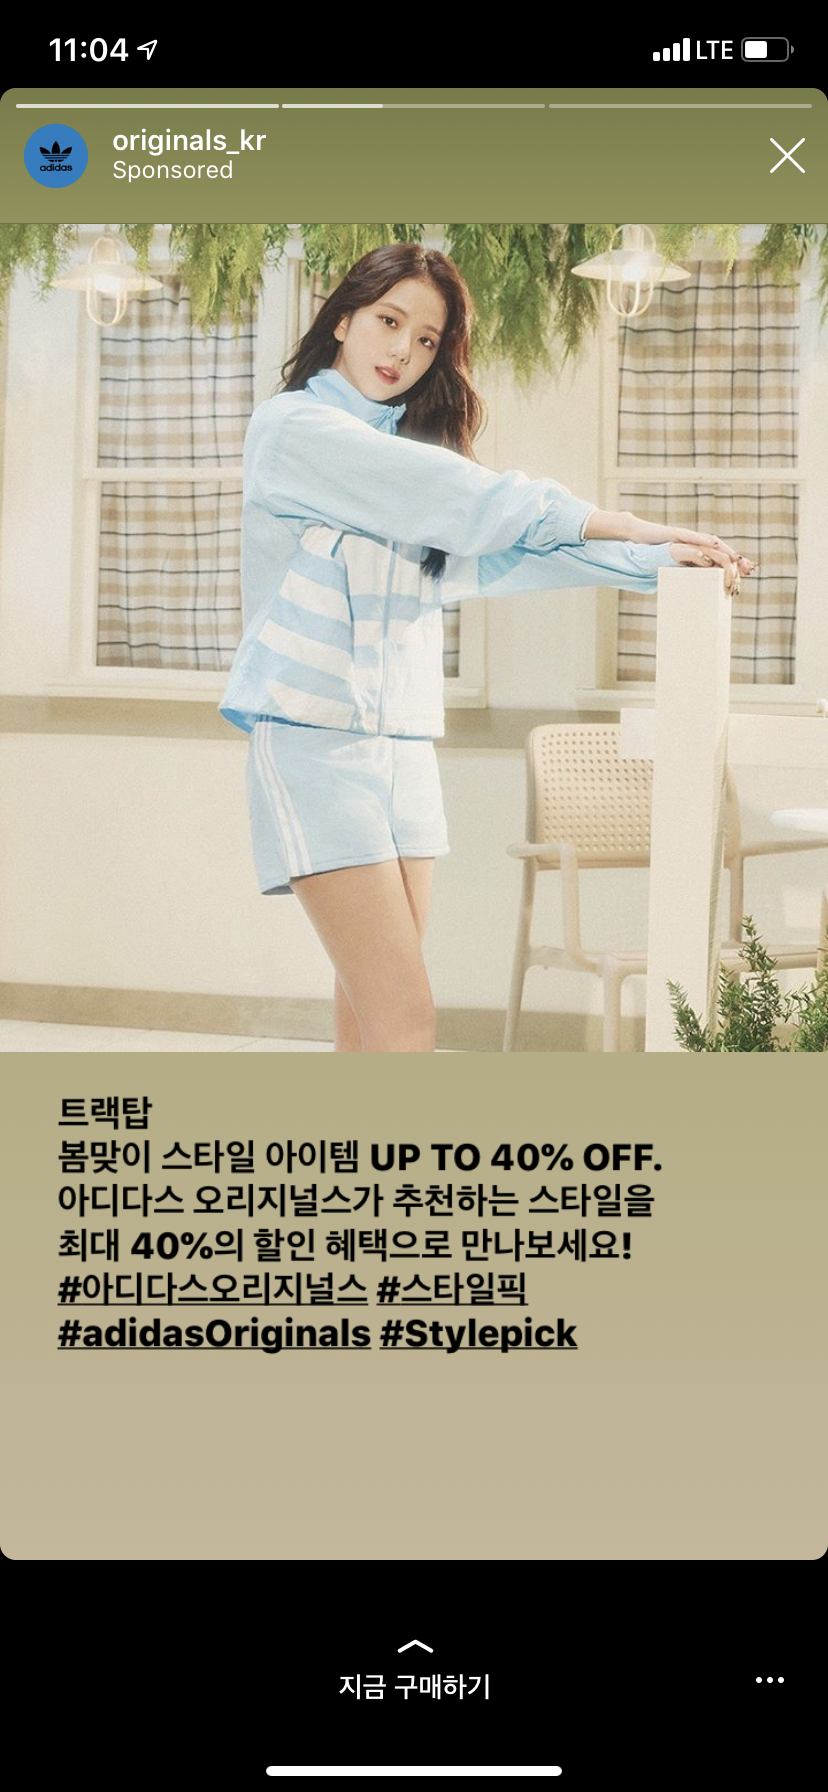 11:04
LTE
adidas
originals_kr
Sponsored
트랙탑
봄맞이 스타일 아이템 UP TO 40% OFF.
아디다스 오리지널스가 추천하는 스타일을
최대 40%의 할인 혜택으로 만나보세요!
#아디다스오리지널스 #스타일픽
#adidasOriginals #Stylepick
지금 구매하기